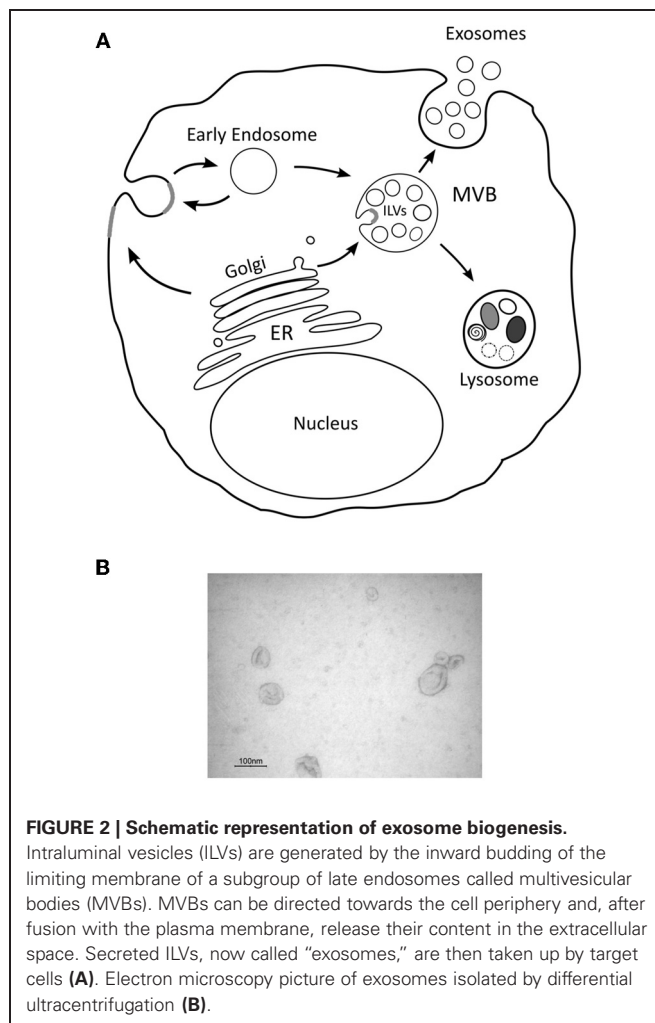 A
Exosomes
Early Endosome
ILVs
MVB
Golgi
ER
Lysosome
Nucleus
B
100nm
FIGURE 2 | Schematic representation of exosome biogenesis.
Intraluminal vesicles (ILVs) are generated by the inward budding of the
limiting membrane of a subgroup of late endosomes called multivesicular
bodies (MVBs). MVBs can be directed towards the cell periphery and, after
fusion with the plasma membrane, release their content in the extracellular
space. Secreted ILVs, now called “exosomes,” are then taken up by target
cells (A). Electron microscopy picture of exosomes isolated by differential
ultracentrifugation (B).